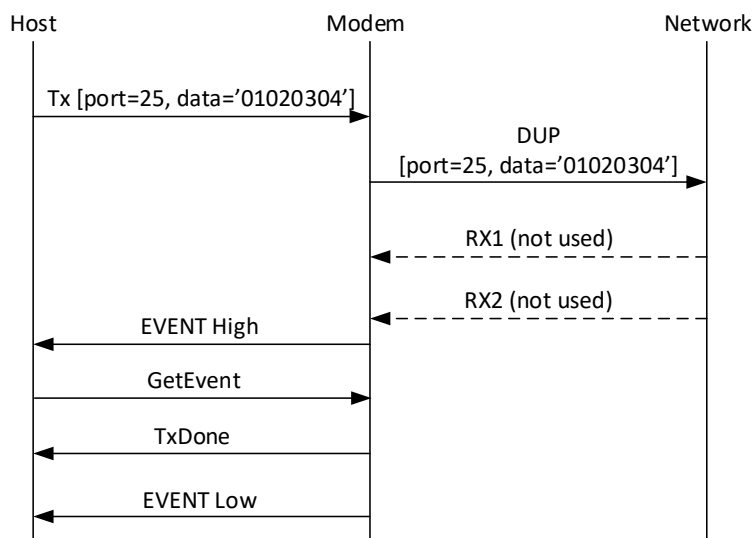 Host Modem Network
Tx [port=25, data=’01020304’]
DUP
[port=25, data=’01020304’]
RX1 (not used)
RX2 (not used)
EVENT High
GetEvent
TxDone
EVENT Low